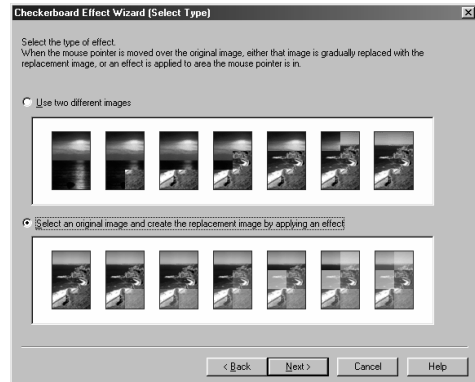 Checkerboard Effect Wizard (Select Type)
Select the type of effect.
When the mouse pointer is moved over the original image, either that image is gradually replaced with the
replacement image, or an effect is applied to area the mouse pointer is in.
Use two different images
Select an original image and create the replacement image by applying an effect
< Back Next > Cancel Help